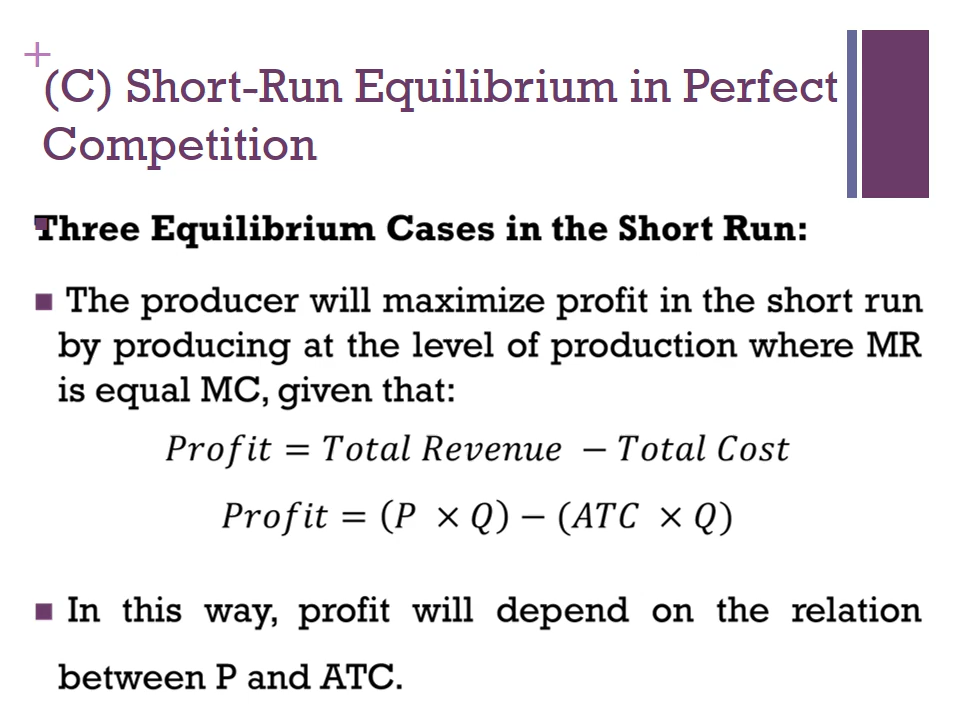 +
(C) Short-Run Equilibrium in Perfect
Competition
Three Equilibrium Cases in the Short Run:
■ The producer will maximize profit in the short run
by producing at the level of production where MR
is equal MC, given that:
Profit = Total Revenue − Total Cost
Profit = (P × Q) − (ATC × Q)
■ In this way, profit will depend on the relation
between P and ATC.